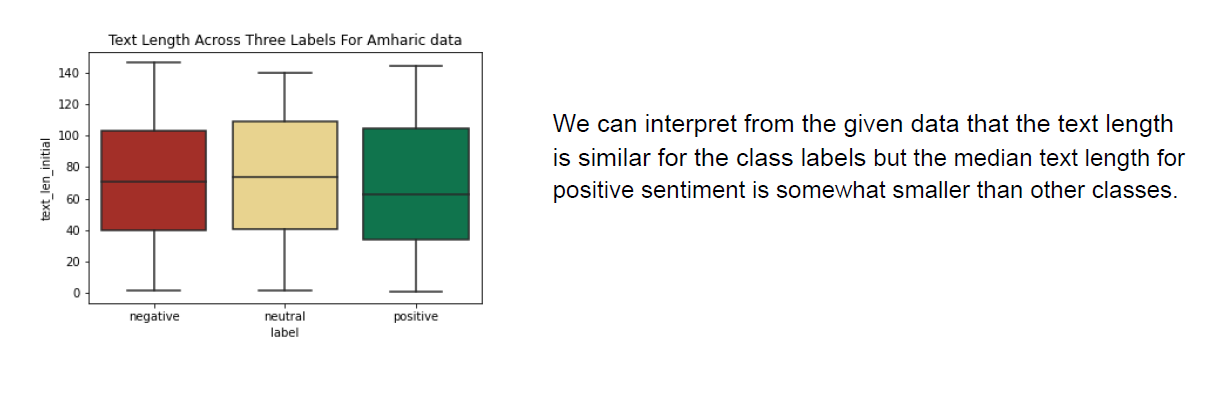 Text Length Across Three Labels For Amharic data
140
120
100
80
60
40
20
0
text_len_initial
negative neutral positive
label
We can interpret from the given data that the text length
is similar for the class labels but the median text length for
positive sentiment is somewhat smaller than other classes.